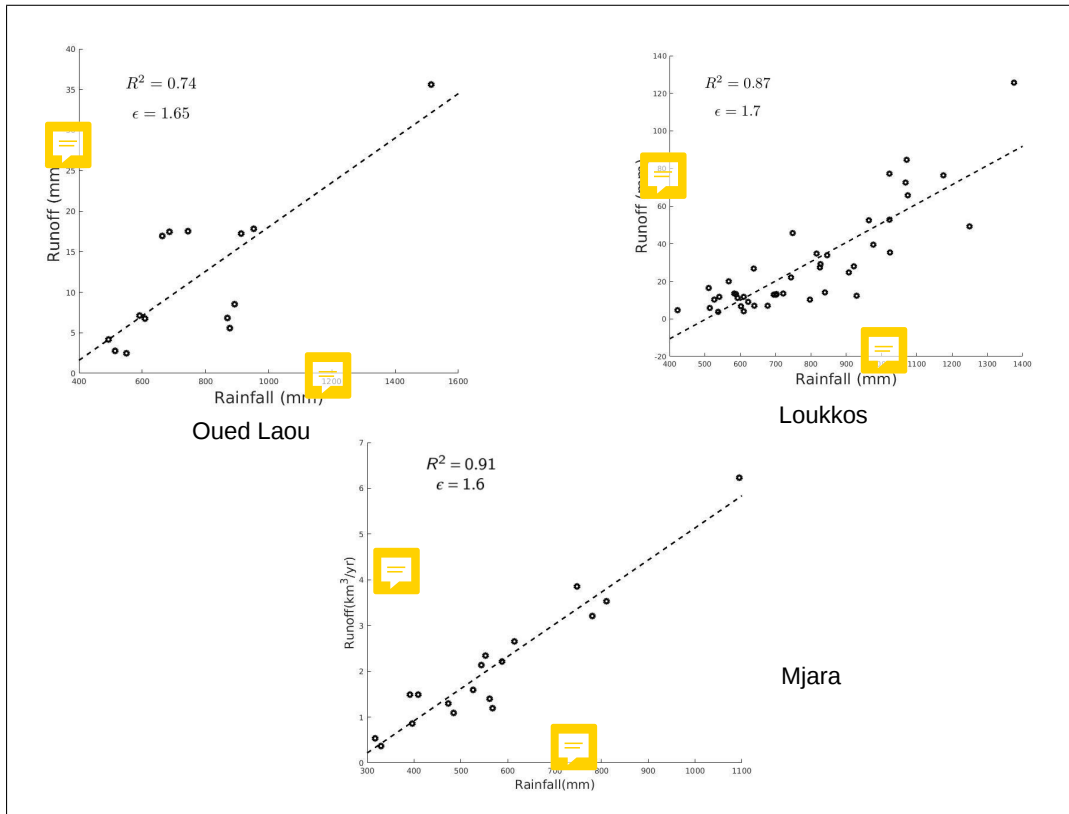 40
35
30
25
20
15
10
5
0
R² = 0.74
ϵ = 1.65
Runoff (mm
400 600 800 1000 1200 1400 1600
Rainfall (mm)
Oued Laou
140
120
100
80
60
40
20
0
-20
R² = 0.87
ϵ = 1.7
Runoff (mm)
400 500 600 700 800 900 1000 1100 1200 1300 1400
Rainfall (mm)
Loukkos
7
6
5
4
3
2
1
0
R² = 0.91
ϵ = 1.6
Runoff(km³/yr)
300 400 500 600 700 800 900 1000 1100
Rainfall(mm)
Mjara